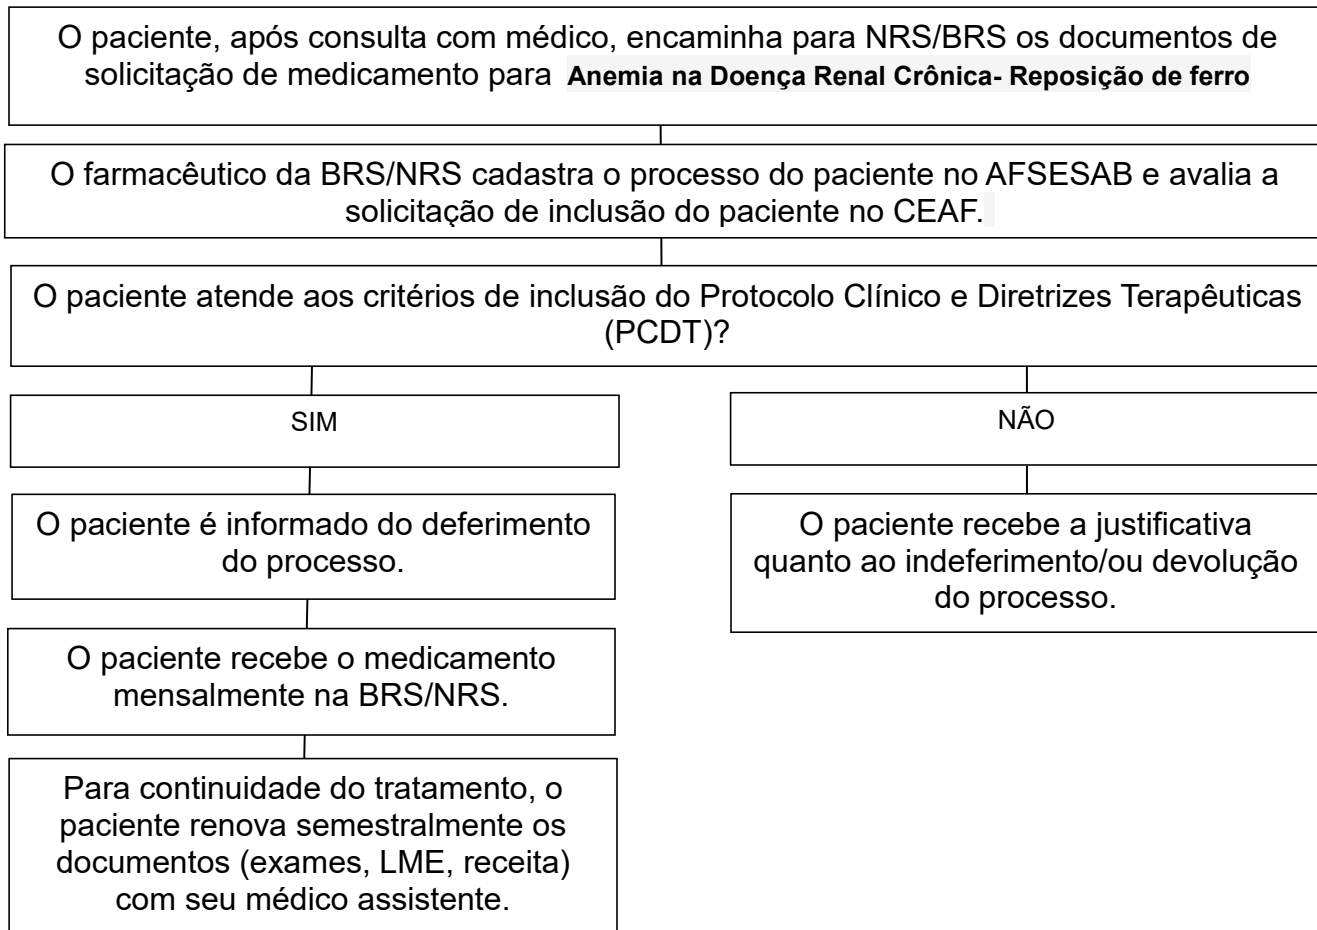 O paciente, após consulta com médico, encaminha para NRS/BRS os documentos de
solicitação de medicamento para Anemia na Doença Renal Crônica- Reposição de ferro
O farmacêutico da BRS/NRS cadastra o processo do paciente no AFSESAB e avalia a
solicitação de inclusão do paciente no CEAF.
O paciente atende aos critérios de inclusão do Protocolo Clínico e Diretrizes Terapêuticas
(PCDT)?
SIM
NÃO
O paciente é informado do deferimento
do processo.
O paciente recebe a justificativa
quanto ao indeferimento/ou devolução
do processo.
O paciente recebe o medicamento
mensalmente na BRS/NRS.
Para continuidade do tratamento, o
paciente renova semestralmente os
documentos (exames, LME, receita)
com seu médico assistente.